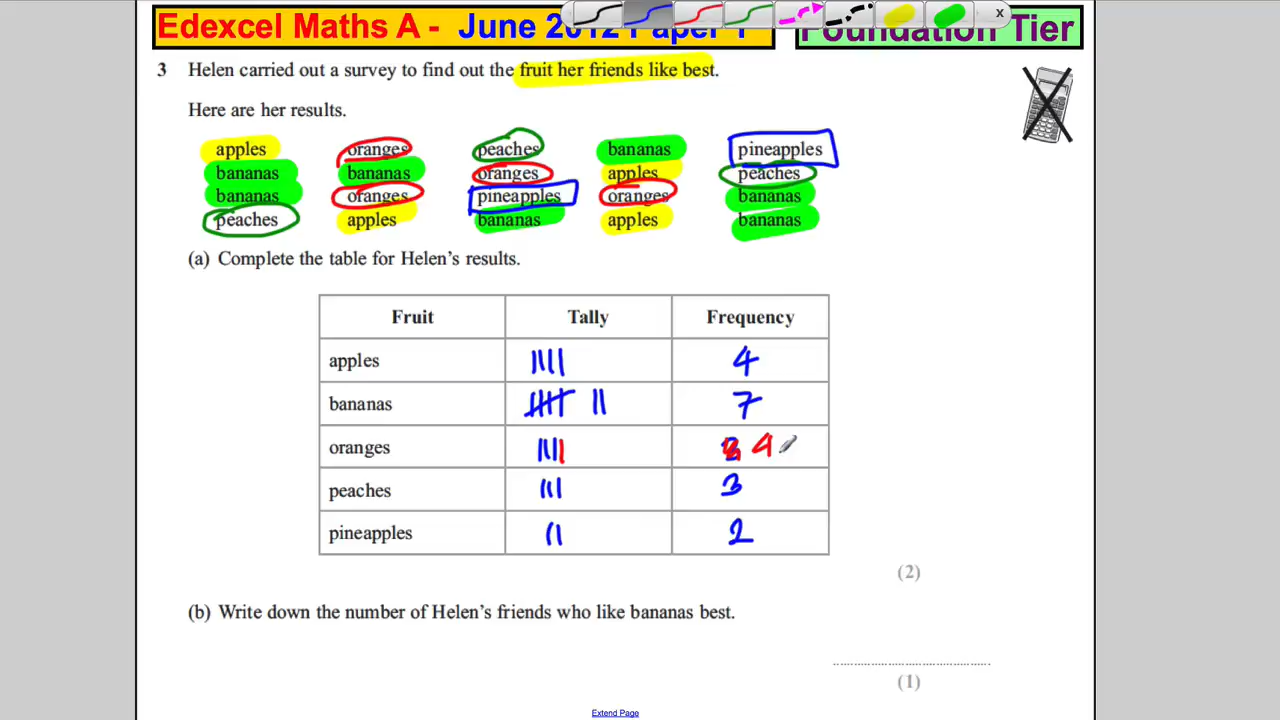 Edexcel Maths A - June 2012 Paper 1
Foundation Tier
x
3 Helen carried out a survey to find out the fruit her friends like best.
Here are her results.
apples oranges peaches bananas pineapples
bananas bananas oranges apples peaches
bananas oranges pineapples oranges bananas
peaches apples bananas apples bananas
(a) Complete the table for Helen's results.
Fruit Tally Frequency
apples 4
bananas 7
oranges 4
peaches 3
pineapples 2
(2)
(b) Write down the number of Helen's friends who like bananas best.
(1)
Extend Page